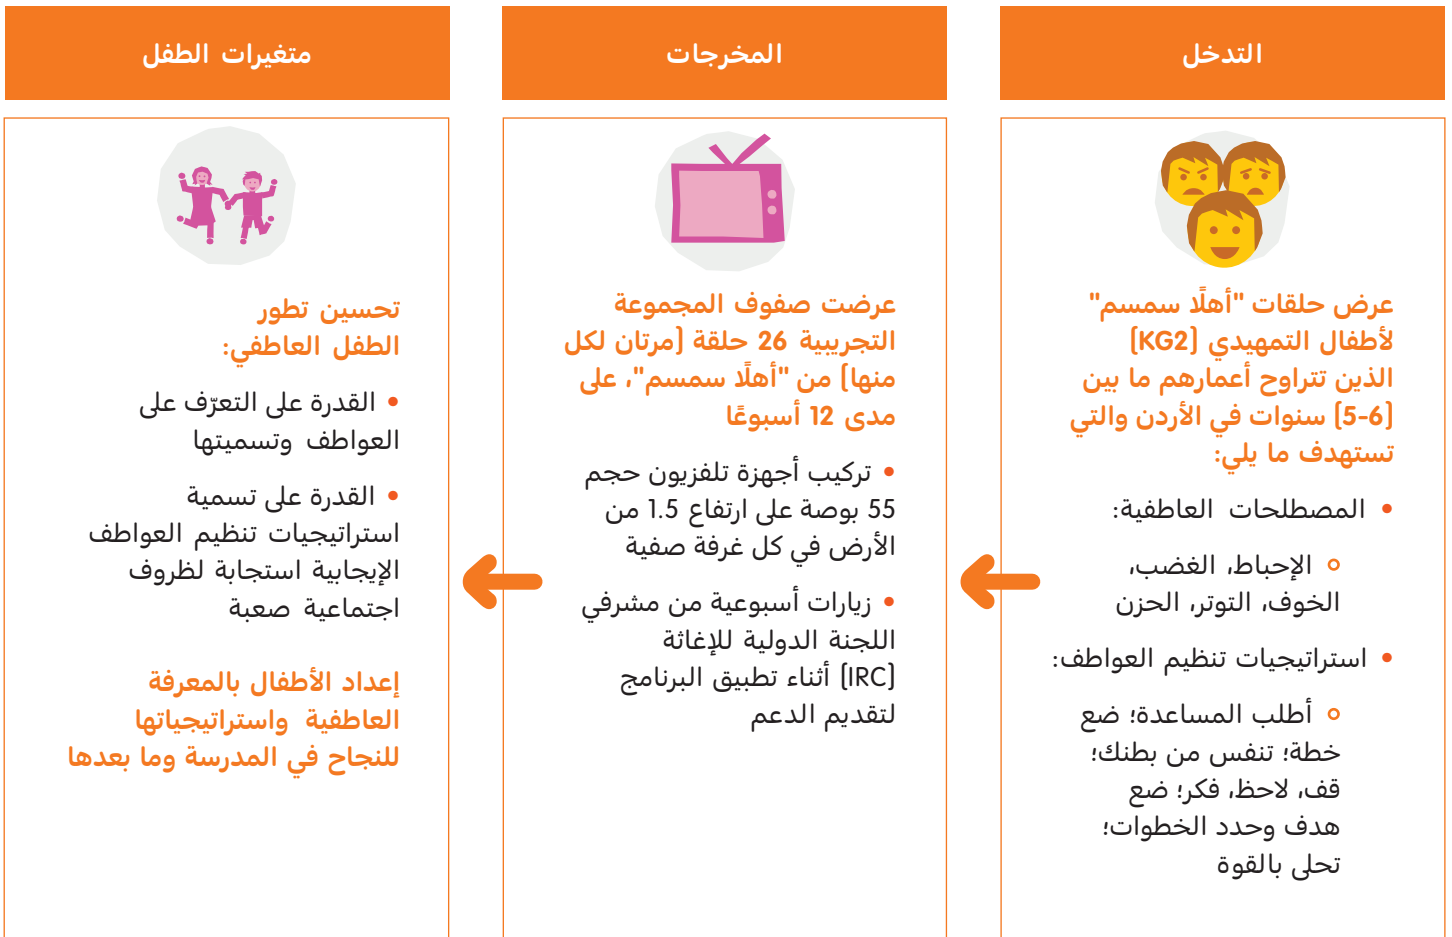 التدخل
عرض حلقات "أهلًا سمسم"
لأطفال التمهيدي (KG2)
الذين تتراوح أعمارهم ما بين
(5-6) سنوات في الأردن والتي
تستهدف ما يلي:
• المصطلحات العاطفية:
○ الإحباط، الغضب،
الخوف، التوتر، الحزن
• استراتيجيات تنظيم العواطف:
○ أطلب المساعدة؛ ضع
خطة؛ تنفس من بطنك؛
قف، لاحظ، فكر؛ ضع
هدف وحدد الخطوات؛
تحلى بالقوة
المخرجات
عرضت صفوف المجموعة
التجريبية 26 حلقة (مرتان لكل
منها) من "أهلًا سمسم"، على
مدى 12 أسبوعًا
• تركيب أجهزة تلفزيون حجم
55 بوصة على ارتفاع 1.5 من
الأرض في كل غرفة صفية
• زيارات أسبوعية من مشرفي
اللجنة الدولية للإغاثة
(IRC) أثناء تطبيق البرنامج
لتقديم الدعم
متغيرات الطفل
تحسين تطور
الطفل العاطفي:
• القدرة على التعرّف على
العواطف وتسميتها
• القدرة على تسمية
استراتيجيات تنظيم العواطف
الإيجابية استجابة لظروف
اجتماعية صعبة
إعداد الأطفال بالمعرفة
العاطفية واستراتيجياتها
للنجاح في المدرسة وما بعدها